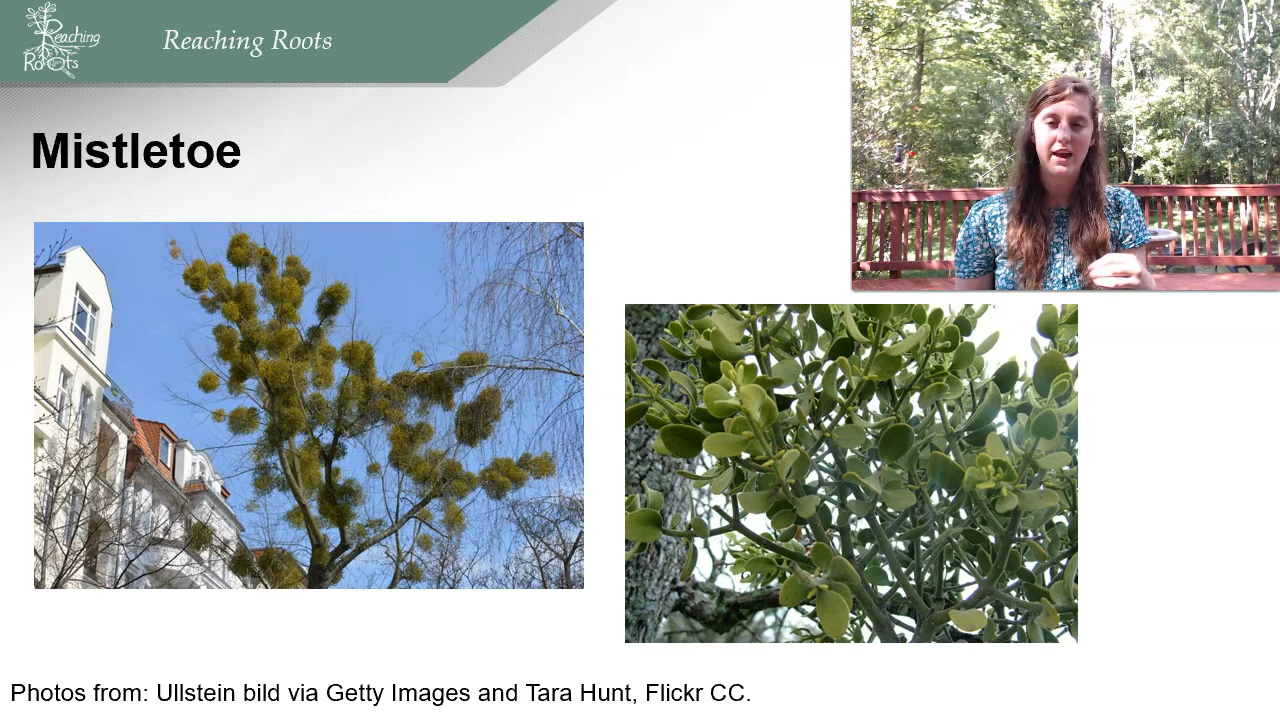 Reaching
Roots
Reaching Roots
Mistletoe
Photos from: Ullstein bild via Getty Images and Tara Hunt, Flickr CC.